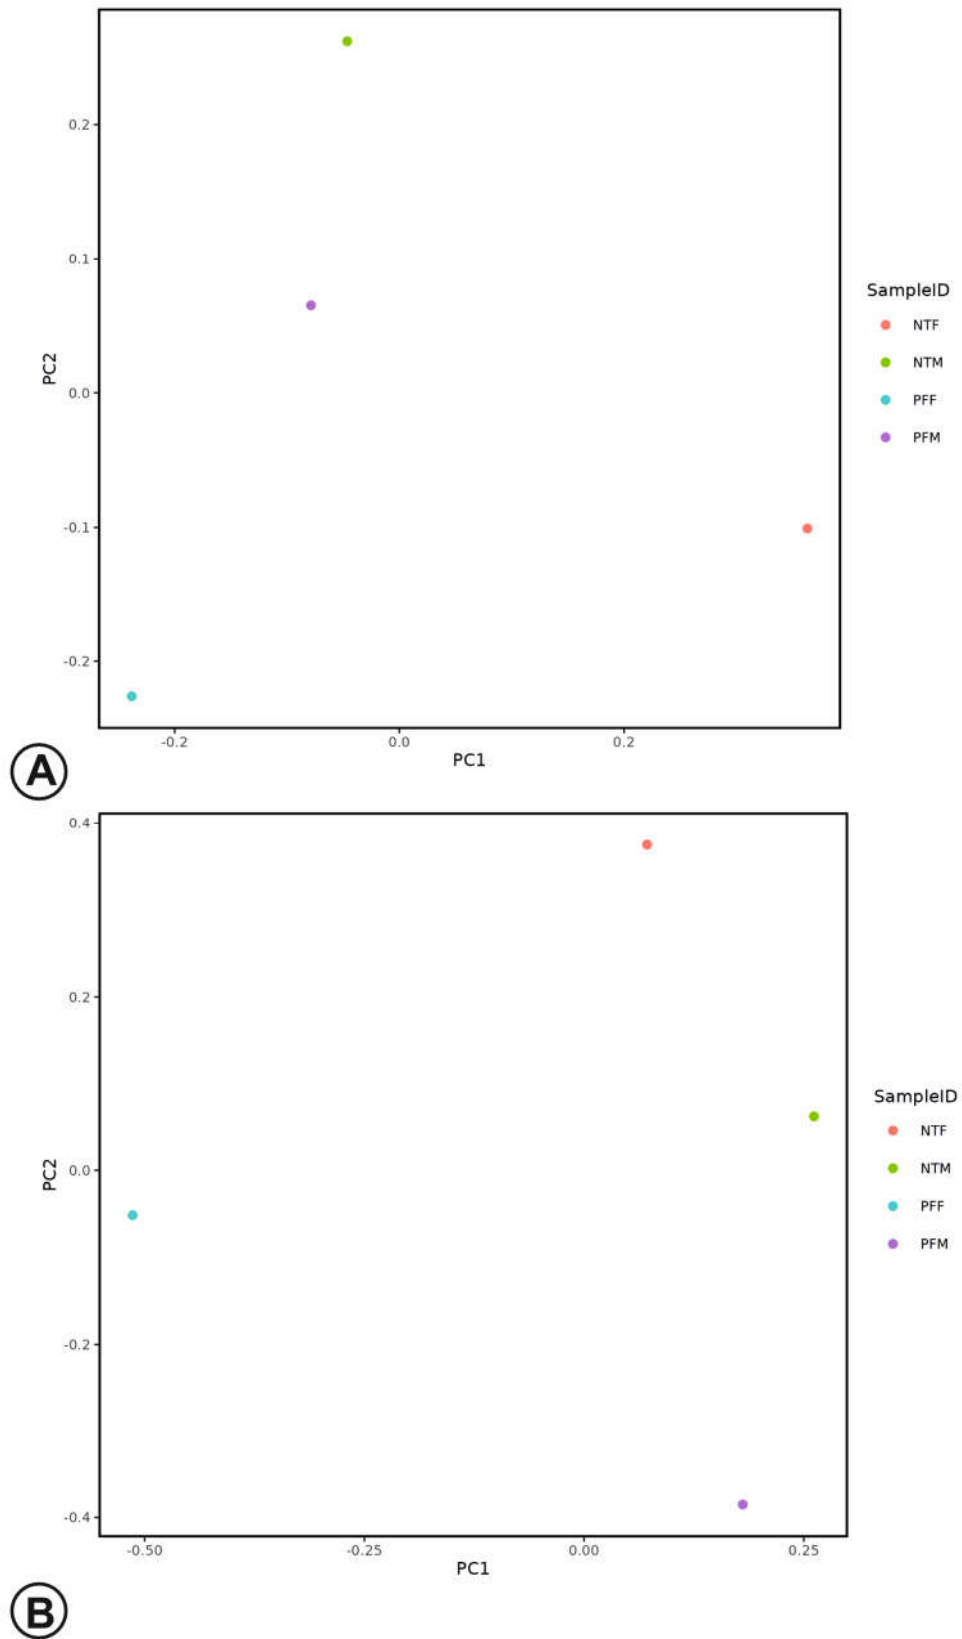 0.2
0.1
0.0
-0.1
-0.2
PC2
-0.2
0.0
0.2
PC1
SampleID
NTF
NTM
PFF
PFM
A
0.4
0.2
0.0
-0.2
-0.4
PC2
-0.50
-0.25
0.00
0.25
PC1
SampleID
NTF
NTM
PFF
PFM
B